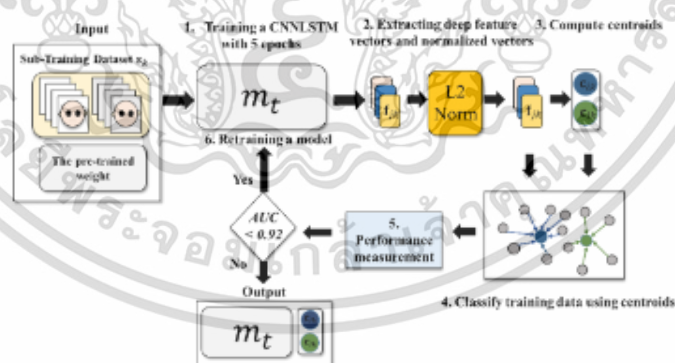 Input
Sub-Training Dataset
The pre-trained
weight
1. Training a CNNLSTM
with 5 epochs
m_t
6. Retraining a model
2. Extracting deep feature
vectors and normalized vectors
L2
Norm
3. Compute centroids
4. Classify training data using centroids
5.
Performance
measurement
AUC
< 0.92
Yes
No
Output
m_t